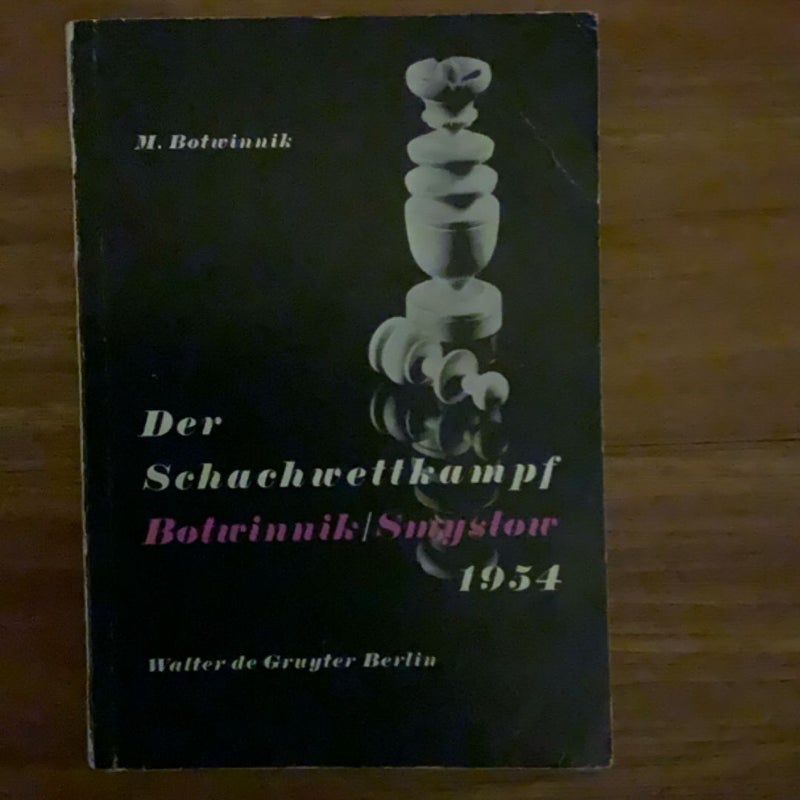 M. Botwinnik
Der
Schachwettkampf
Botwinnik/Smyslow
1954
Walter de Gruyter Berlin